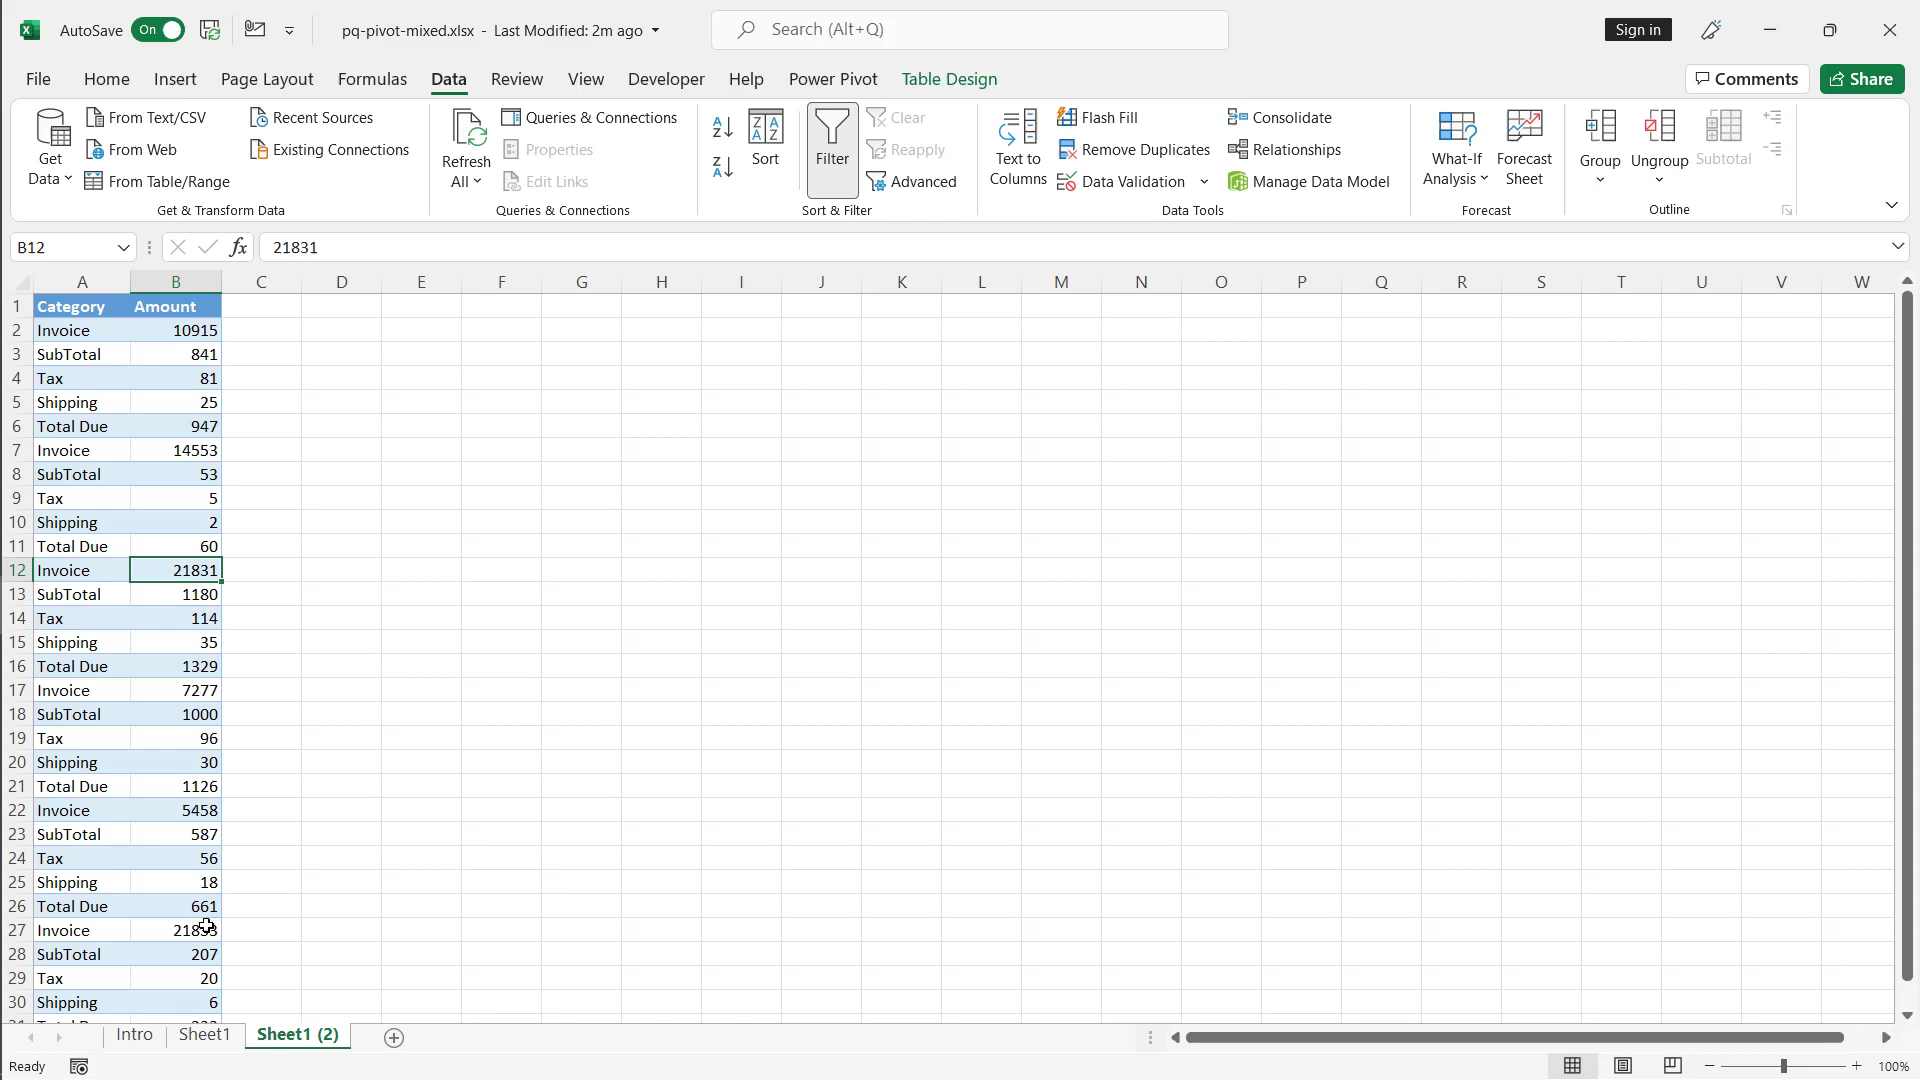 AutoSave On pq-pivot-mixed.xlsx - Last Modified: 2m ago Search (Alt+Q) Sign in
File Home Insert Page Layout Formulas Data Review View Developer Help Power Pivot Table Design Comments Share
Get Data
From Text/CSV
From Web
From Table/Range
Recent Sources
Existing Connections
Get & Transform Data
Refresh All
Queries & Connections
Properties
Edit Links
Queries & Connections
Sort
Filter
Clear
Reapply
Advanced
Sort & Filter
Text to Columns
Flash Fill
Remove Duplicates
Data Validation
Consolidate
Relationships
Manage Data Model
Data Tools
What-If Analysis
Forecast Sheet
Forecast
Group
Ungroup
Subtotal
Outline
B12 fx 21831
A B C D E F G H I J K L M N O P Q R S T U V W
1 Category Amount
2 Invoice 10915
3 SubTotal 841
4 Tax 81
5 Shipping 25
6 Total Due 947
7 Invoice 14553
8 SubTotal 53
9 Tax 5
10 Shipping 2
11 Total Due 60
12 Invoice 21831
13 SubTotal 1180
14 Tax 114
15 Shipping 35
16 Total Due 1329
17 Invoice 7277
18 SubTotal 1000
19 Tax 96
20 Shipping 30
21 Total Due 1126
22 Invoice 5458
23 SubTotal 587
24 Tax 56
25 Shipping 18
26 Total Due 661
27 Invoice
28 SubTotal 207
29 Tax 20
30 Shipping 6
Intro Sheet1 Sheet1 (2)
Ready 100%